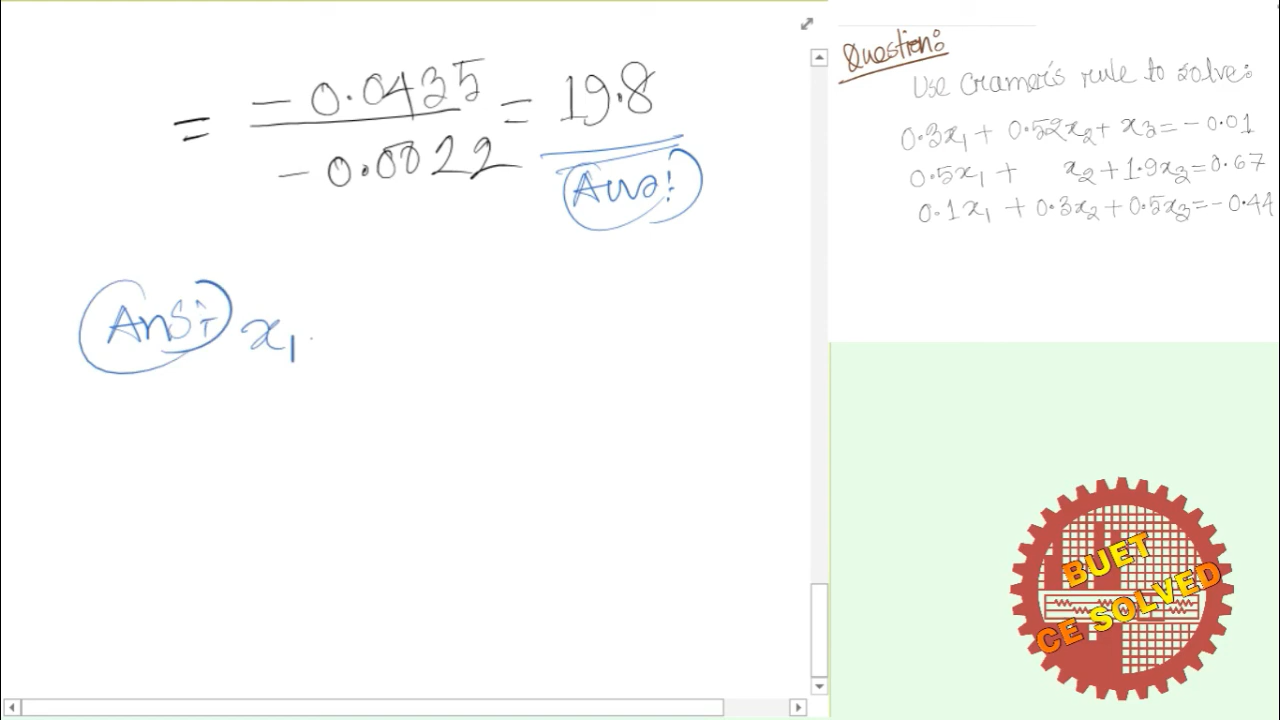 = -0.0435 / -0.0022 = 19.8
Ans:
Ans: x₁
Question:
Use Cramer's rule to solve:
0.3x₁ + 0.52x₂ + x₃ = -0.01
0.5x₁ + x₂ + 1.9x₃ = 0.67
0.1x₁ + 0.3x₂ + 0.5x₃ = -0.44
BUET
CE SOLVED